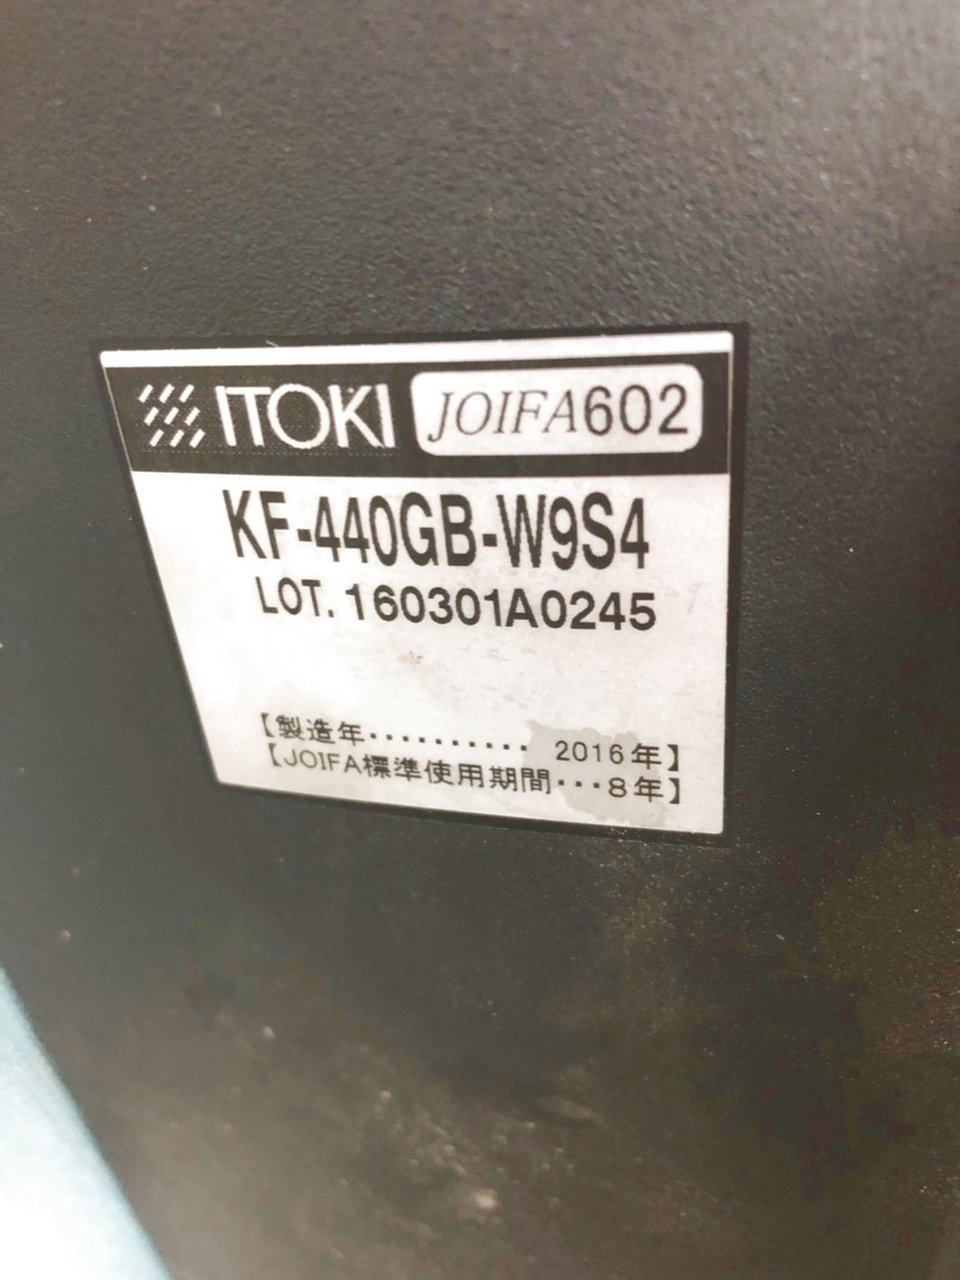 ITOKI JOIFA602
KF-440GB-W9S4
LOT. 160301A0245
【製造年・・・・・・・・・・ 2016年】
【JOIFA標準使用期間・・・8年】